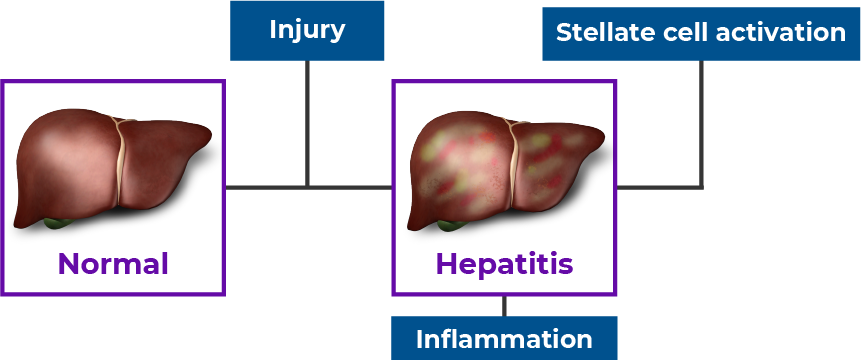 Injury
Stellate cell activation
Normal
Hepatitis
Inflammation